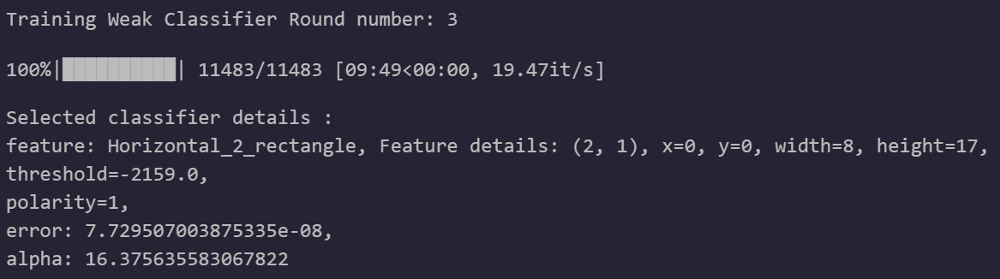 Training Weak Classifier Round number: 3
100%|██████████| 11483/11483 [09:49<00:00, 19.47it/s]
Selected classifier details :
feature: Horizontal_2_rectangle, Feature details: (2, 1), x=0, y=0, width=8, height=17,
threshold=-2159.0,
polarity=1,
error: 7.729507003875335e-08,
alpha: 16.375635583067822